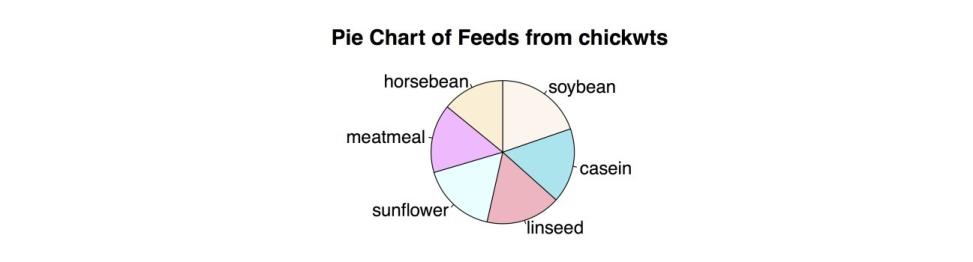 Pie Chart of Feeds from chickwts
horsebean
soybean
meatmeal
casein
sunflower
linseed